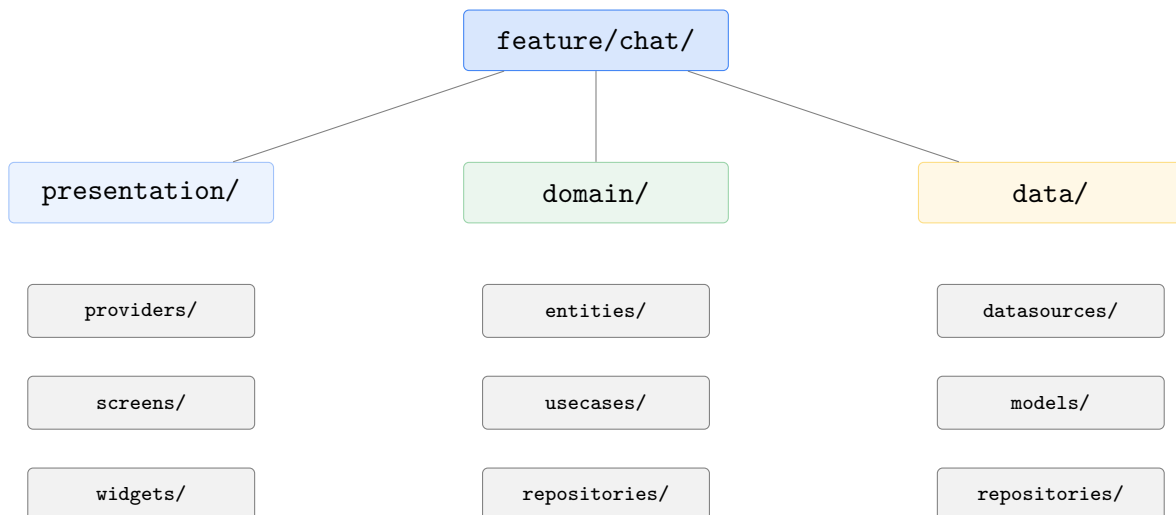 feature/chat/
presentation/
domain/
data/
providers/
entities/
datasources/
screens/
usecases/
models/
widgets/
repositories/
repositories/